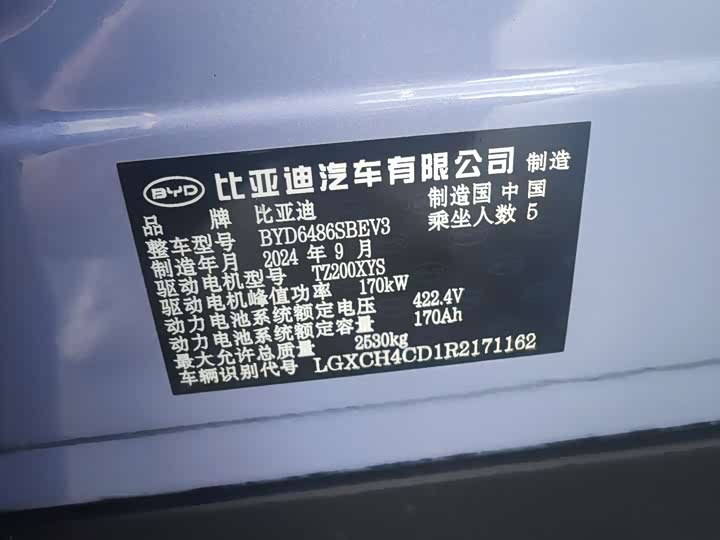 BYD 比亚迪汽车有限公司 制造
品牌 比亚迪 制造国 中国
整车型号 BYD6486SBEV3 乘坐人数 5
制造年月 2024 年 9 月
驱动电机型号 TZ200XYS
驱动电机峰值功率 170kW
动力电池系统额定电压 422.4V
动力电池系统额定容量 170Ah
最大允许总质量 2530kg
车辆识别代号 LGXCH4CD1R2171162